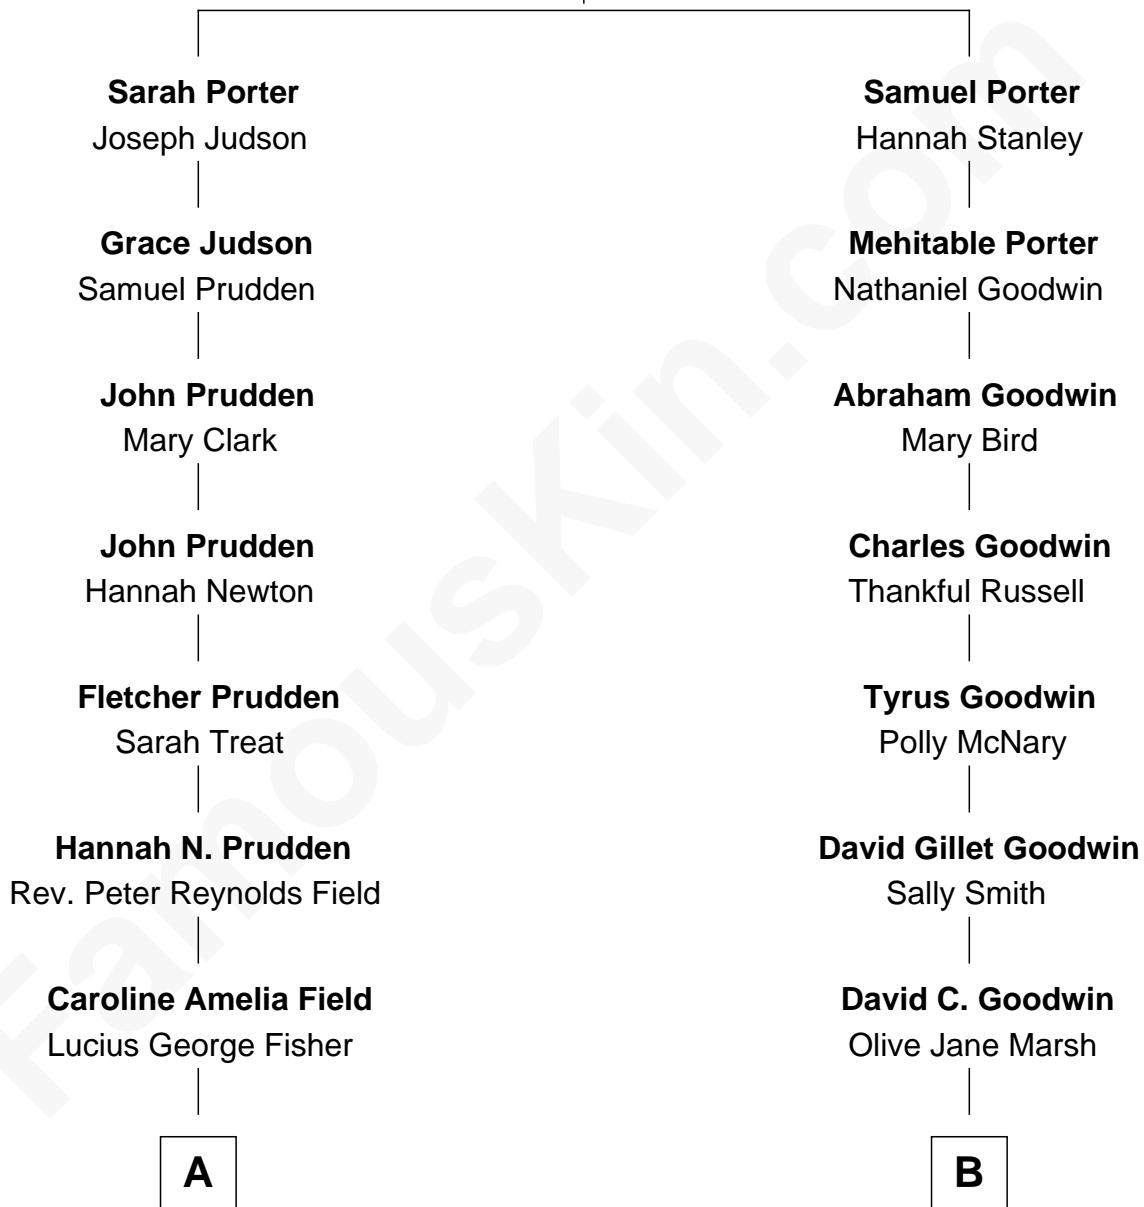 Sarah Porter
Joseph Judson
Samuel Porter
Hannah Stanley
Grace Judson
Samuel Prudden
Mehitable Porter
Nathaniel Goodwin
John Prudden
Mary Clark
Abraham Goodwin
Mary Bird
John Prudden
Hannah Newton
Charles Goodwin
Thankful Russell
Fletcher Prudden
Sarah Treat
Tyrus Goodwin
Polly McNary
Hannah N. Prudden
Rev. Peter Reynolds Field
David Gillet Goodwin
Sally Smith
Caroline Amelia Field
Lucius George Fisher
David C. Goodwin
Olive Jane Marsh
A
B
FamousKin.com